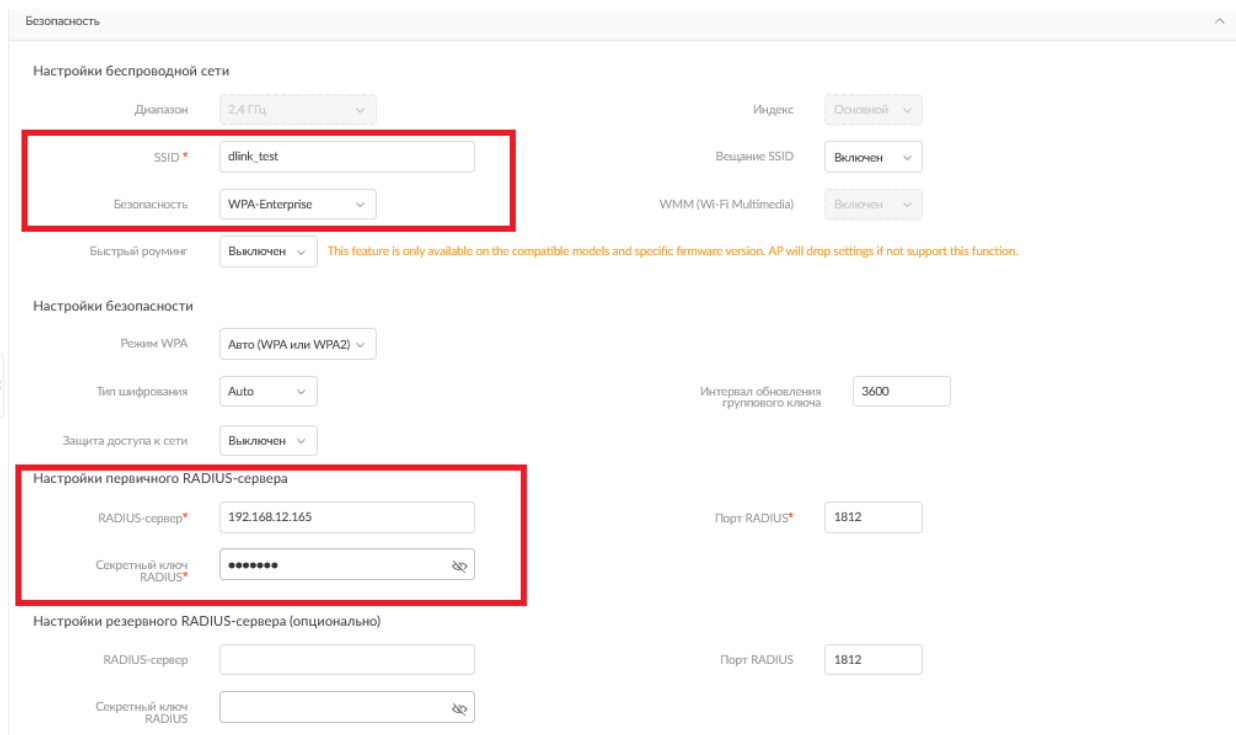 Безопасность
Настройки беспроводной сети
Диапазон 2,4 ГГц Индекс Основной
SSID * dlink_test Вещание SSID Включен
Безопасность WPA-Enterprise WMM (Wi-Fi Multimedia) Включен
Быстрый роуминг Выключен This feature is only available on the compatible models and specific firmware version. AP will drop settings if not support this function.
Настройки безопасности
Режим WPA Авто (WPA или WPA2)
Тип шифрования Auto Интервал обновления
группового ключа 3600
Защита доступа к сети Выключен
Настройки первичного RADIUS-сервера
RADIUS-сервер* 192.168.12.165 Порт RADIUS* 1812
Секретный ключ
RADIUS* •••••••
Настройки резервного RADIUS-сервера (опционально)
RADIUS-сервер Порт RADIUS 1812
Секретный ключ
RADIUS